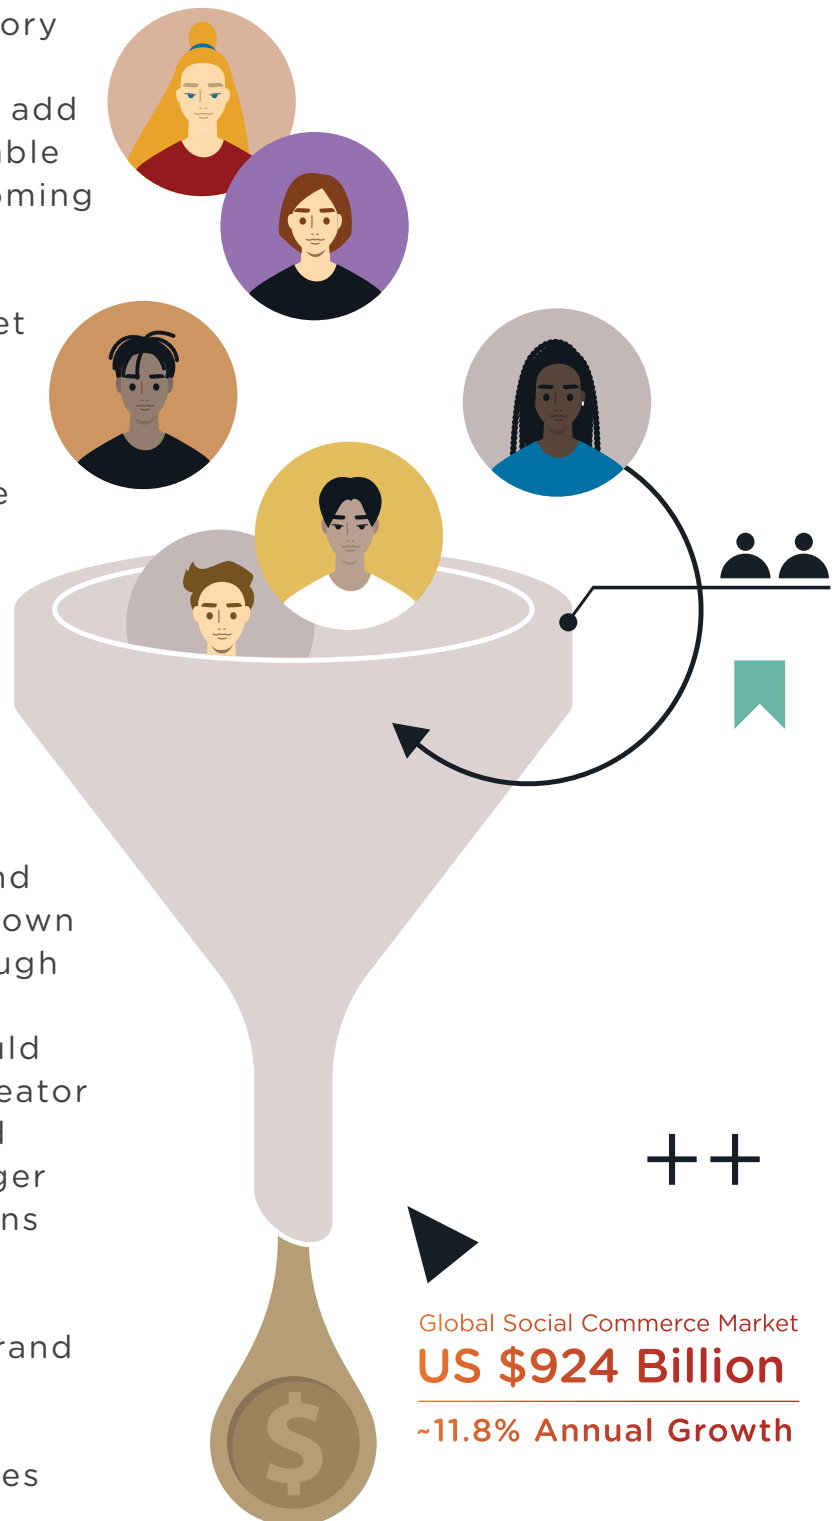 ory
add
able
oming
et
e
nd
own
ugh
uld
eator
d
ger
ns
rand
es
Global Social Commerce Market
US $924 Billion
~11.8% Annual Growth
$